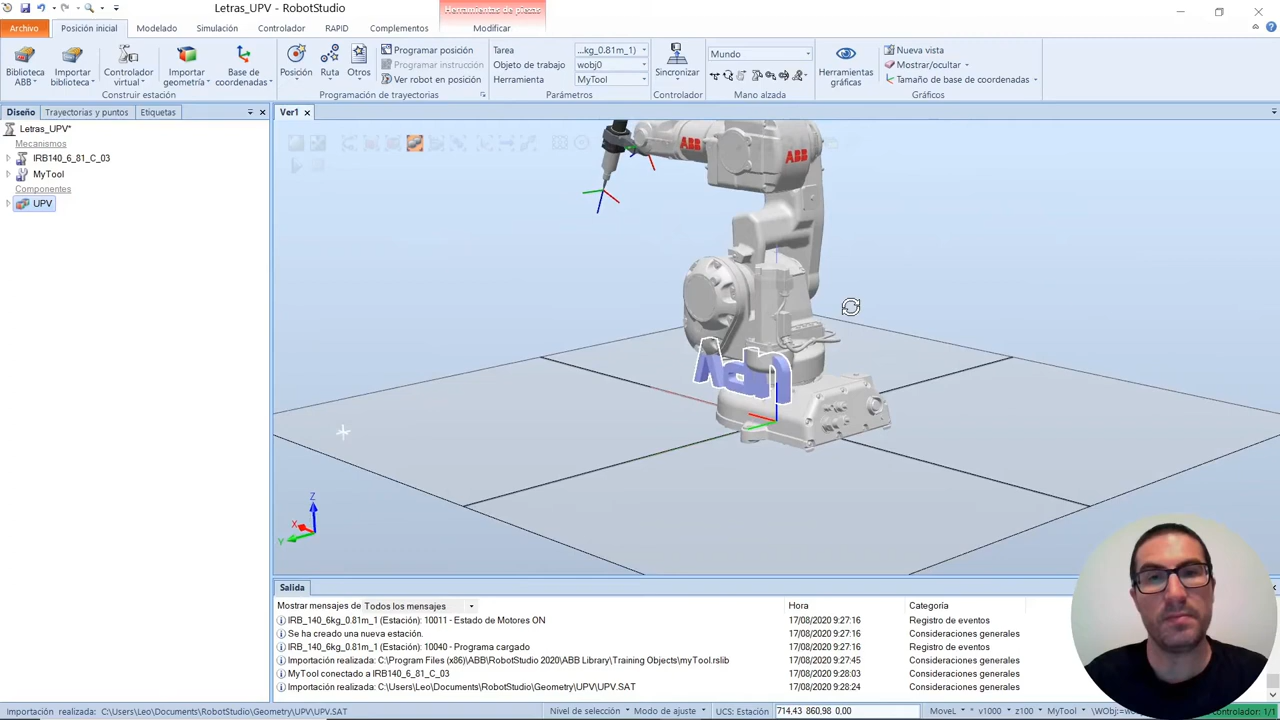 Letras_UPV - RobotStudio
Herramientas de piezas
Archivo
Posición inicial
Modelado
Simulación
Controlador
RAPID
Complementos
Modificar
Biblioteca
ABB
Importar
biblioteca
Controlador
virtual
Importar
geometría
Base de
coordenadas
Construir estación
Posición
Ruta
Otros
Programar posición
Programar instrucción
Ver robot en posición
Programación de trayectorias
Tarea
...kg_0.81m_1)
Objeto de trabajo
wobj0
Herramienta
MyTool
Parámetros
Sincronizar
Controlador
Mundo
Mano alzada
Herramientas
gráficas
Nueva vista
Mostrar/ocultar
Tamaño de base de coordenadas
Gráficos
Diseño
Trayectorias y puntos
Etiquetas
Ver1
Letras_UPV*
Mecanismos
IRB140_6_81_C_03
MyTool
Componentes
UPV
ABB
ABB
upv
Z
X
Y
Salida
Mostrar mensajes de Todos los mensajes
Hora
Categoría
IRB_140_6kg_0.81m_1 (Estación): 10011 - Estado de Motores ON 17/08/2020 9:27:16 Registro de eventos
Se ha creado una nueva estación. 17/08/2020 9:27:16 Consideraciones generales
IRB_140_6kg_0.81m_1 (Estación): 10040 - Programa cargado 17/08/2020 9:27:16 Registro de eventos
Importación realizada: C:\Program Files (x86)\ABB\RobotStudio 2020\ABB Library\Training Objects\myTool.rslib 17/08/2020 9:27:45 Consideraciones generales
MyTool conectado a IRB140_6_81_C_03 17/08/2020 9:28:03 Consideraciones generales
Importación realizada: C:\Users\Leo\Documents\RobotStudio\Geometry\UPV\UPV.SAT 17/08/2020 9:28:24 Consideraciones generales
Importación realizada: C:\Users\Leo\Documents\RobotStudio\Geometry\UPV\UPV.SAT
Nivel de selección
Modo de ajuste
UCS: Estación
714,43 860,98 0,00
MoveL * v1000 z100 MyTool \WObj:=wo
Controlador: 1/1